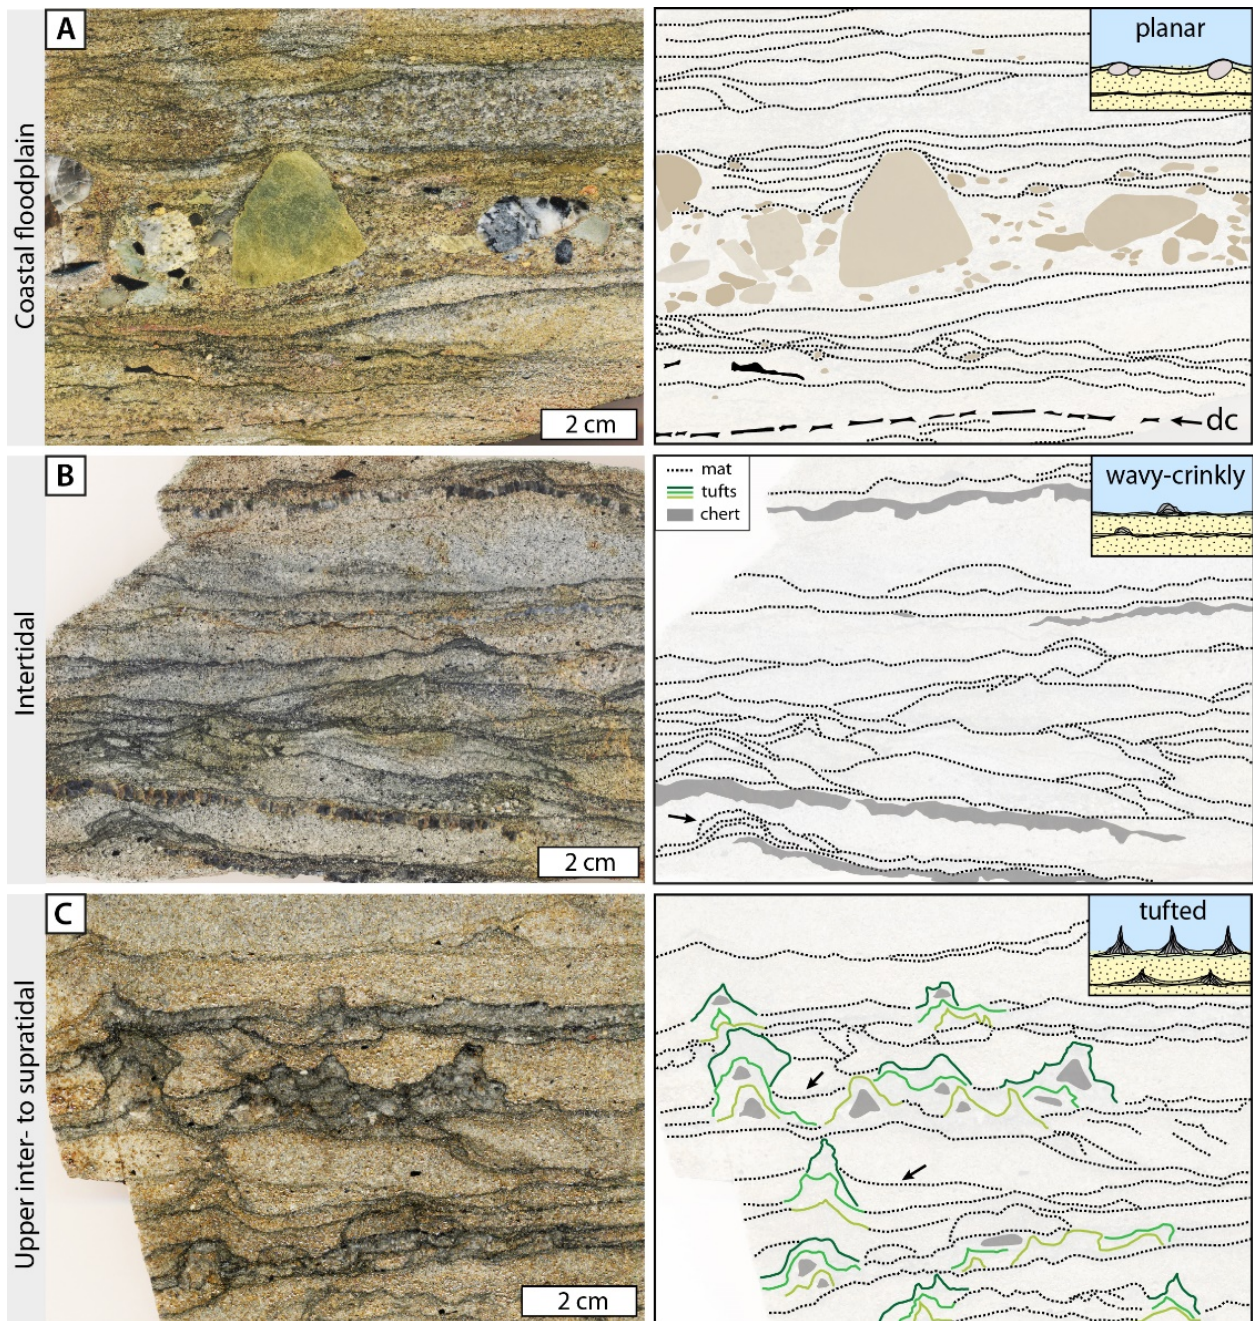 A
Coastal floodplain
2 cm
planar
dc
B
Intertidal
2 cm
mat
tufts
chert
wavy-crinkly
C
Upper inter- to supratidal
2 cm
tufted